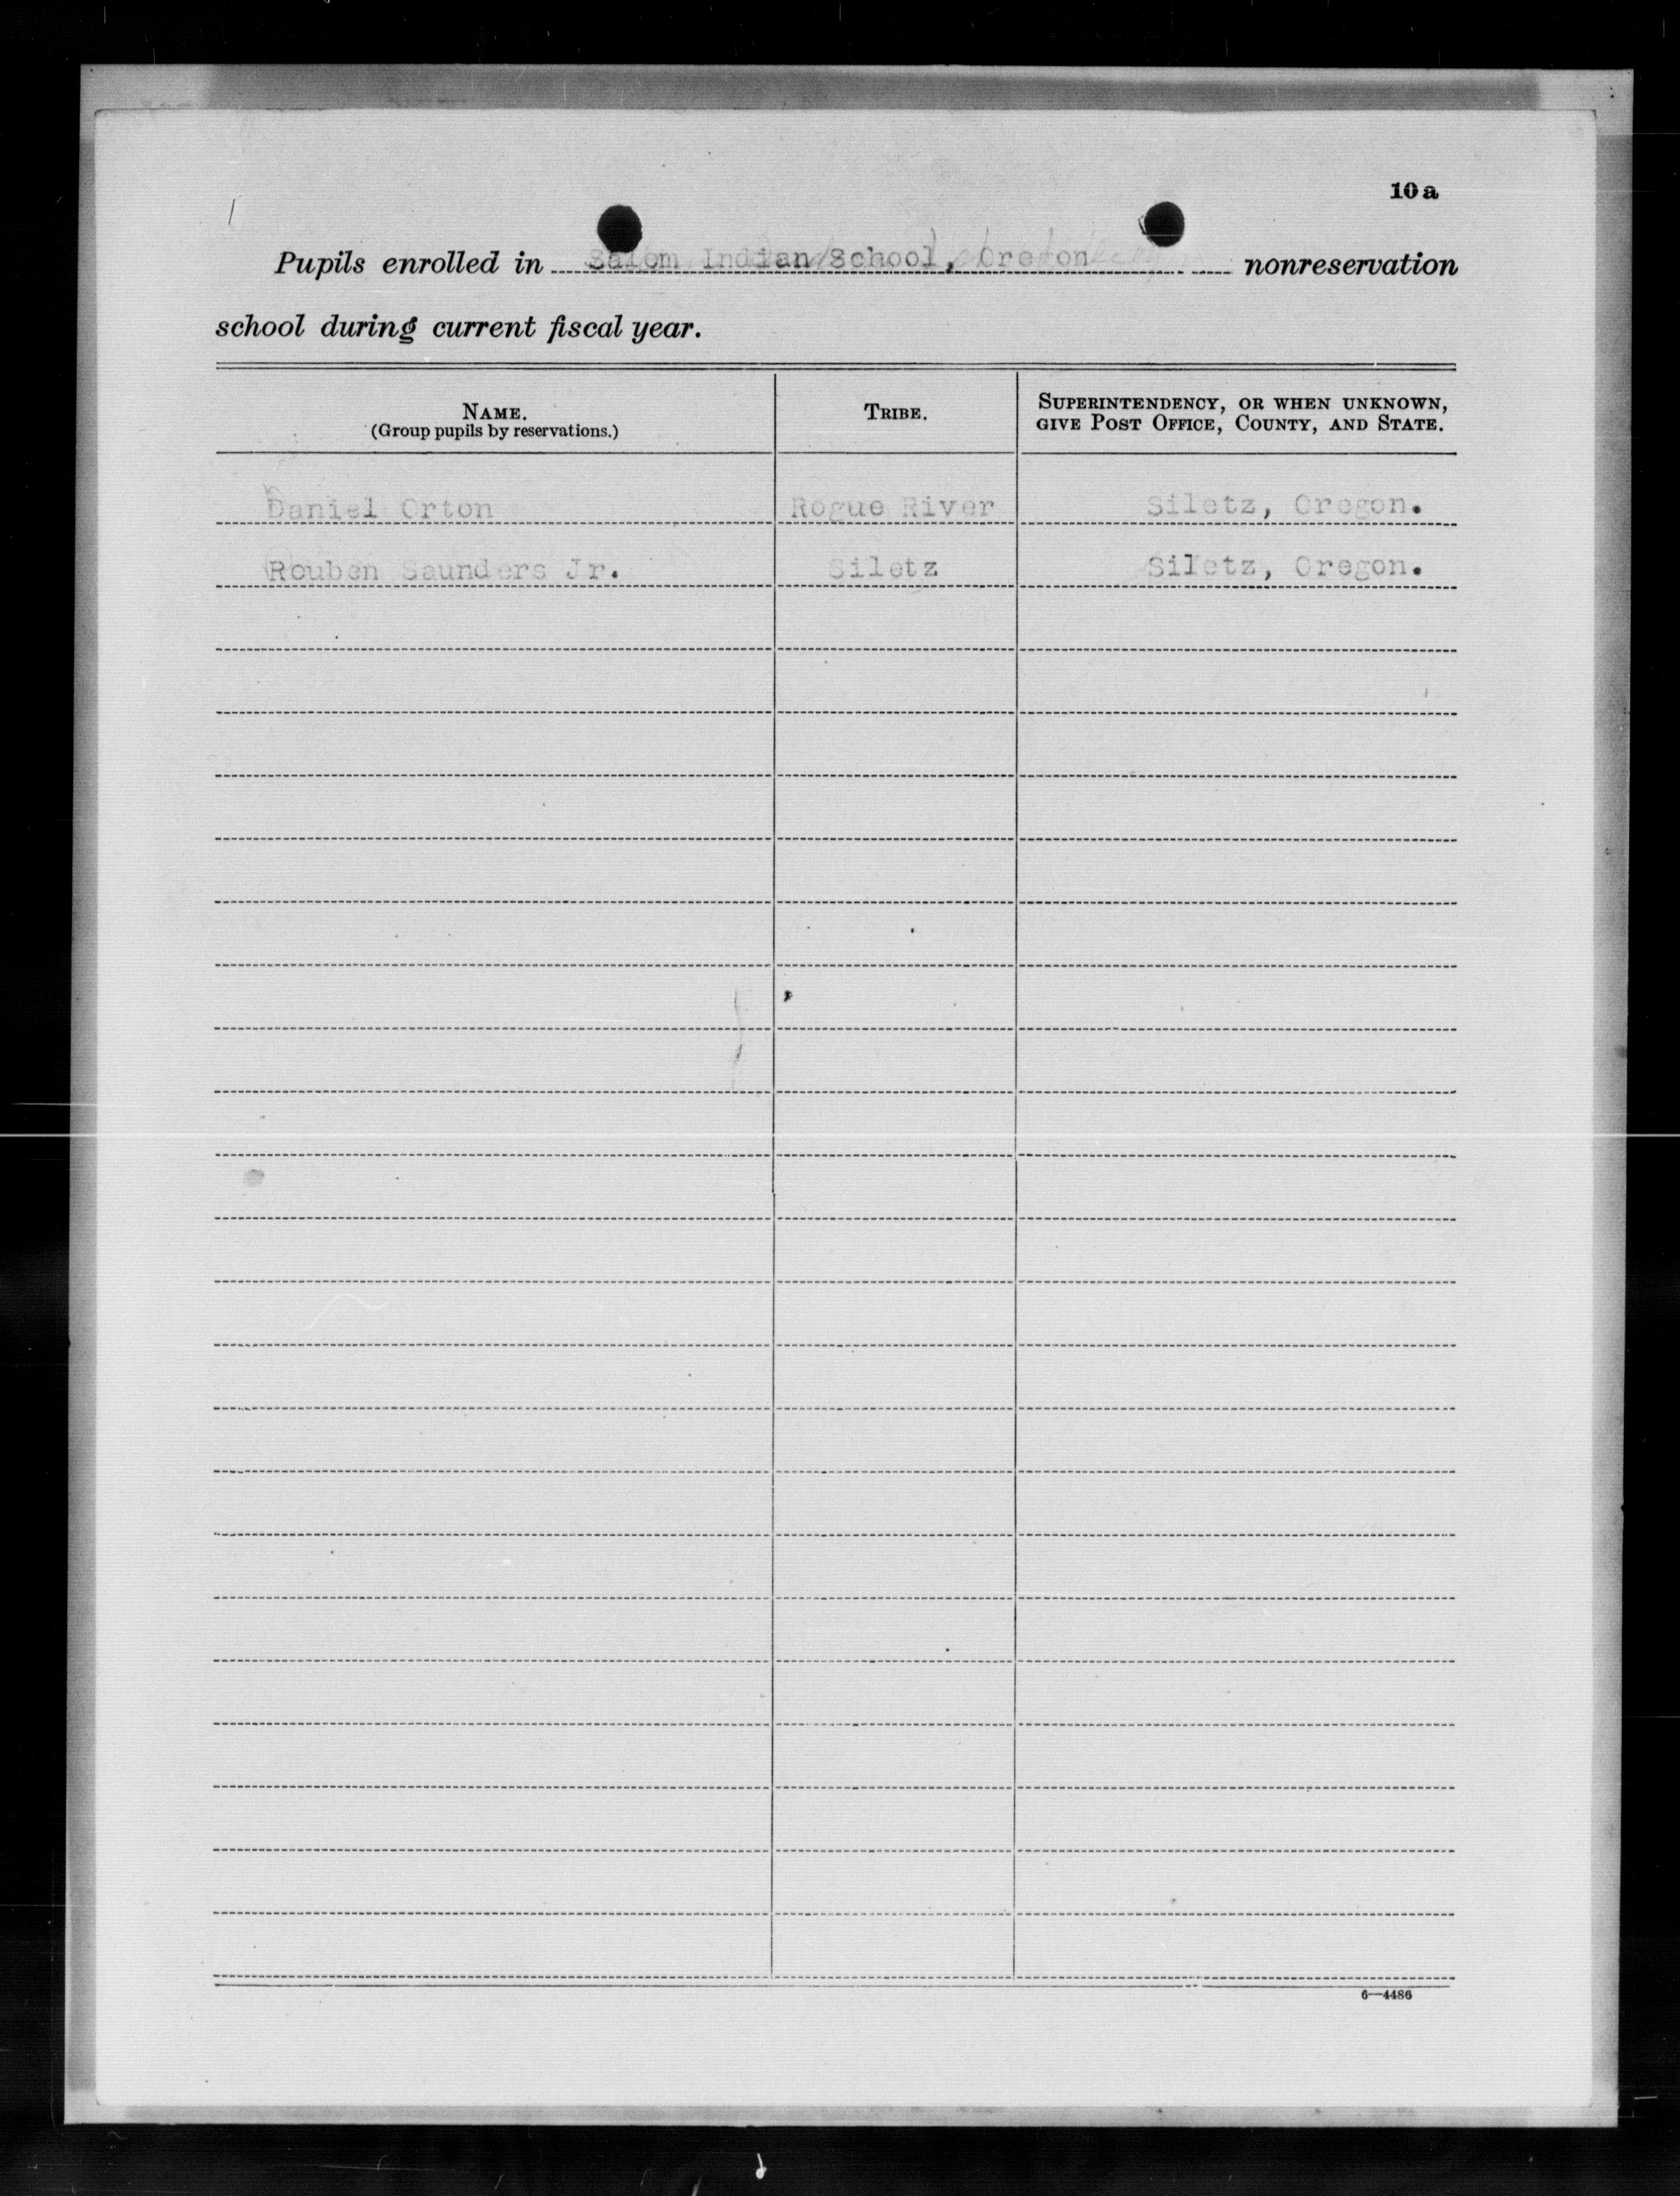 10a
Pupils enrolled in Salem Indian School, Oregon nonreservation
school during current fiscal year.
NAME.
(Group pupils by reservations.)
TRIBE.
SUPERINTENDENCY, OR WHEN UNKNOWN,
GIVE POST OFFICE, COUNTY, AND STATE.
Daniel Orton Rogue River Siletz, Oregon.
Reuben Saunders Jr. Siletz Siletz, Oregon.
6—4486